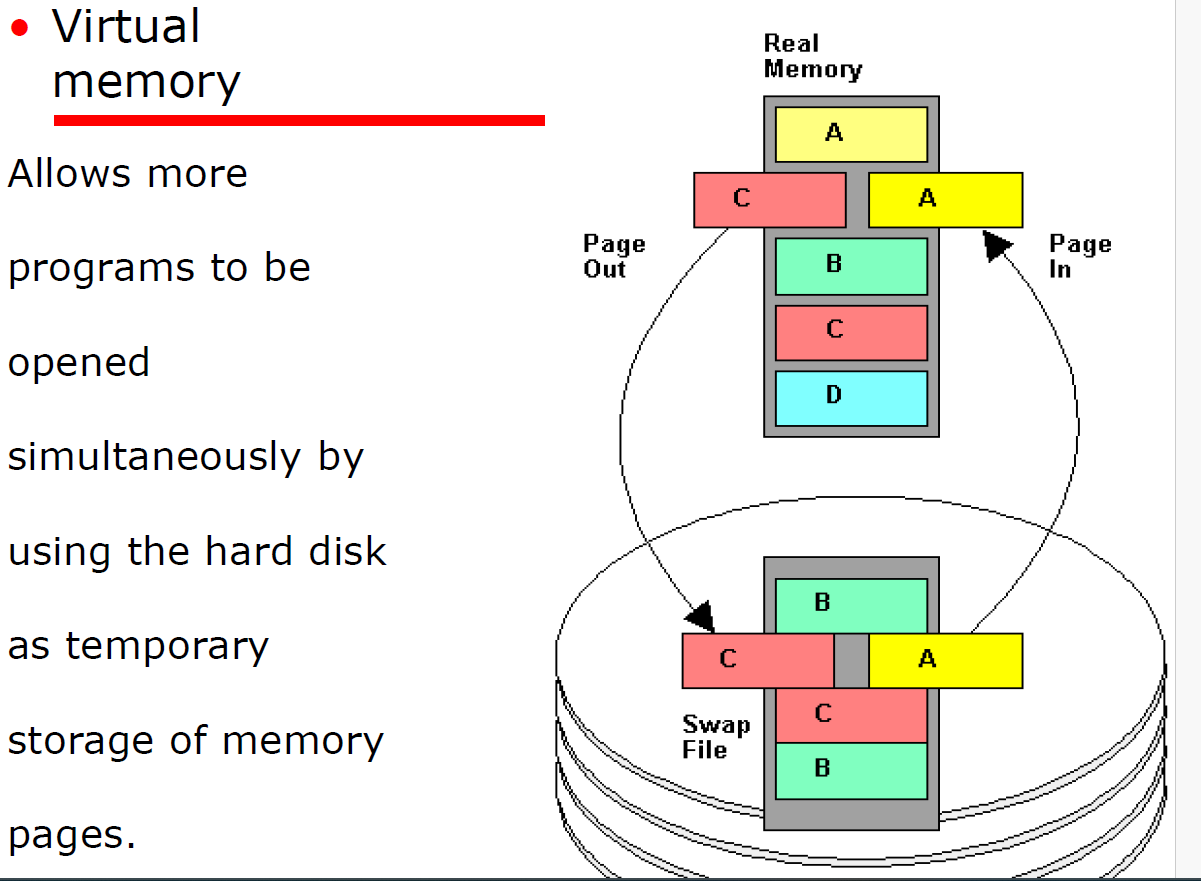 • Virtual
memory
Allows more
programs to be
opened
simultaneously by
using the hard disk
as temporary
storage of memory
pages.
Real
Memory
A
C
A
Page
Out
Page
In
B
C
D
B
C
A
Swap
File
C
B